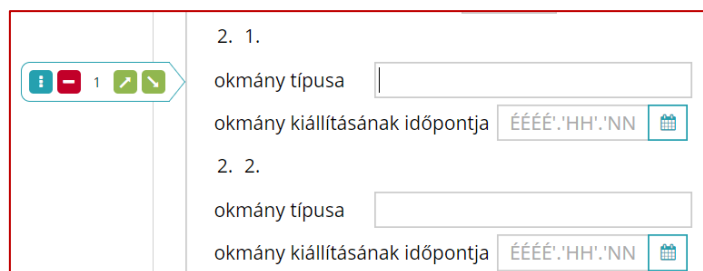 2. 1.
1
okmány típusa
okmány kiállításának időpontja ÉÉÉÉ'.'HH'.'NN
2. 2.
okmány típusa
okmány kiállításának időpontja ÉÉÉÉ'.'HH'.'NN